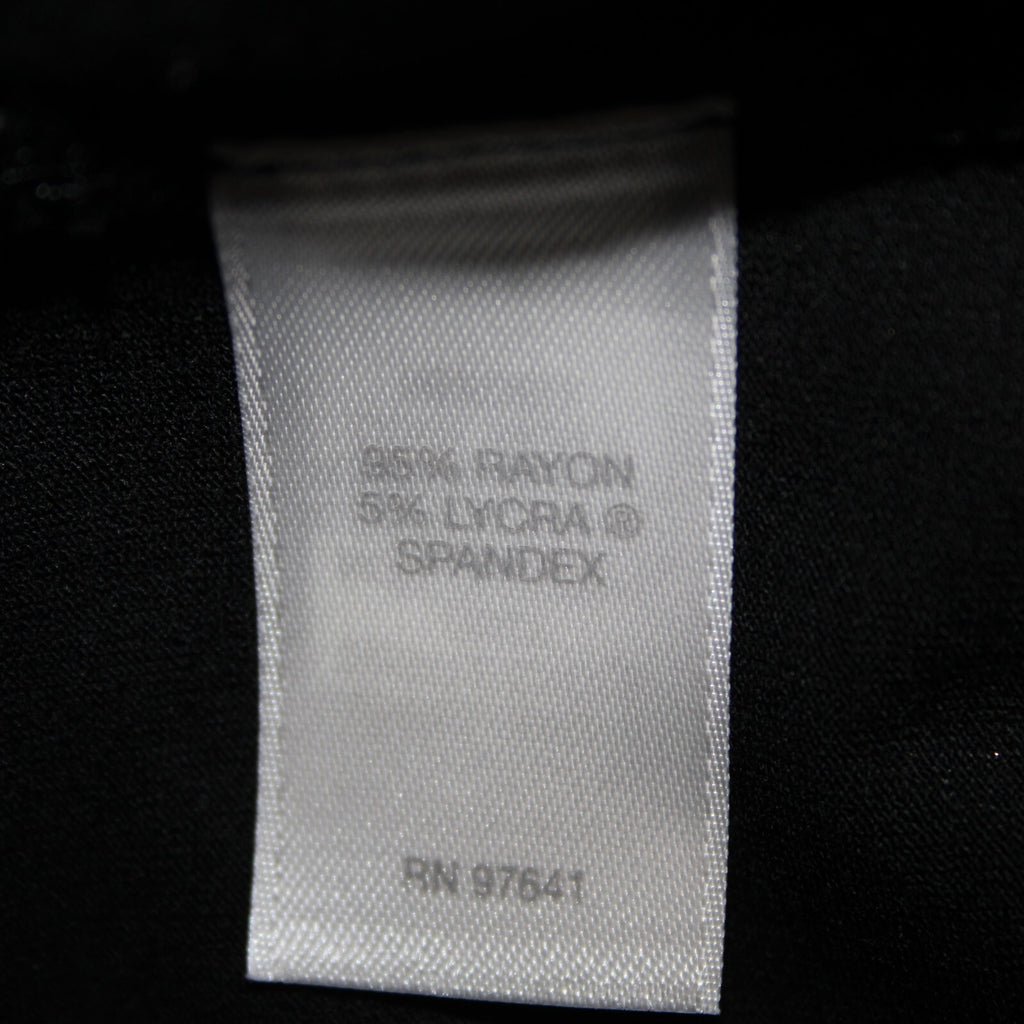 95% RAYON
5% LYCRA ®
SPANDEX
RN 97641